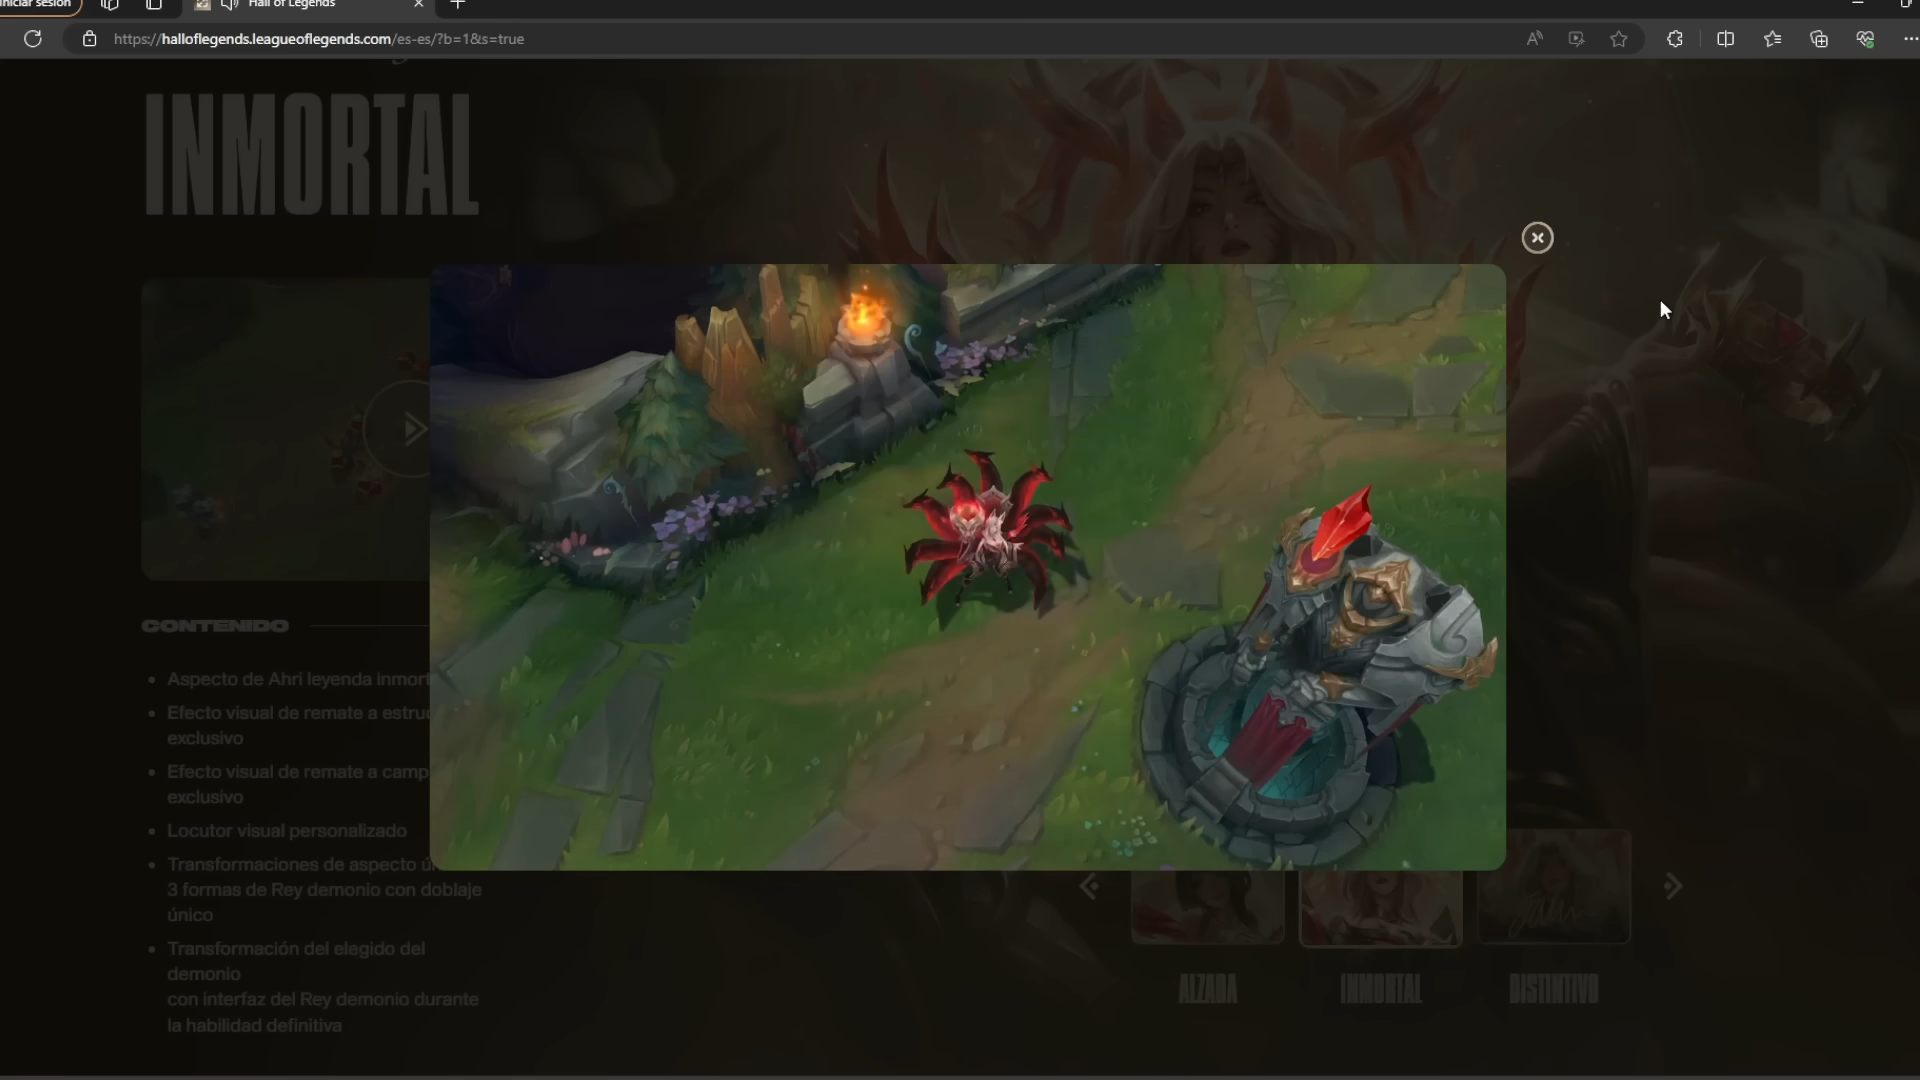 Iniciar sesión
Hall of Legends
https://halloflegends.leagueoflegends.com/es-es/?b=1&s=true
INMORTAL
CONTENIDO
Aspecto de Ahri leyenda inmort
Efecto visual de remate a estruc
exclusivo
Efecto visual de remate a camp
exclusivo
Locutor visual personalizado
Transformaciones de aspecto ún
3 formas de Rey demonio con doblaje
único
Transformación del elegido del
demonio
con interfaz del Rey demonio durante
la habilidad definitiva
ALZADA
INMORTAL
DISTINTIVO